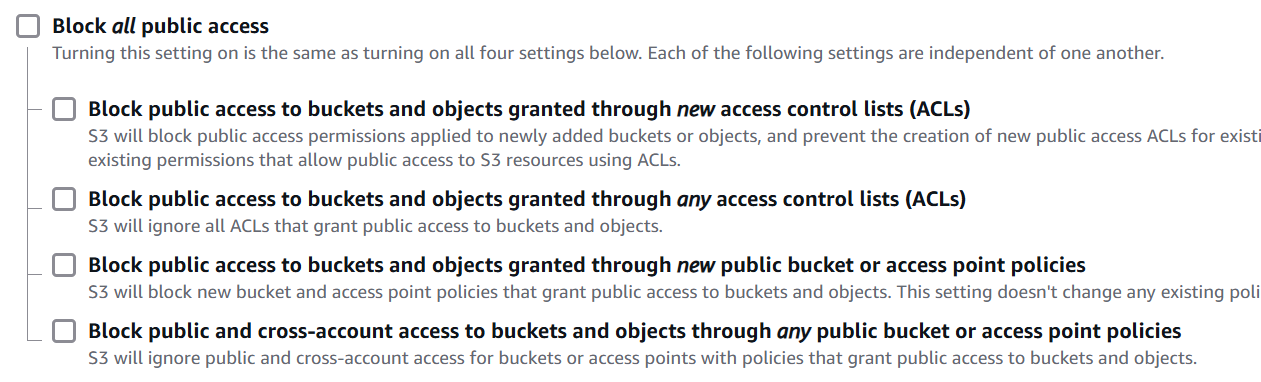 Block all public access
Turning this setting on is the same as turning on all four settings below. Each of the following settings are independent of one another.
Block public access to buckets and objects granted through new access control lists (ACLs)
S3 will block public access permissions applied to newly added buckets or objects, and prevent the creation of new public access ACLs for
existing permissions that allow public access to S3 resources using ACLs.
Block public access to buckets and objects granted through any access control lists (ACLs)
S3 will ignore all ACLs that grant public access to buckets and objects.
Block public access to buckets and objects granted through new public bucket or access point policies
S3 will block new bucket and access point policies that grant public access to buckets and objects. This setting doesn't change any existing
Block public and cross-account access to buckets and objects through any public bucket or access point policies
S3 will ignore public and cross-account access for buckets or access points with policies that grant public access to buckets and objects.